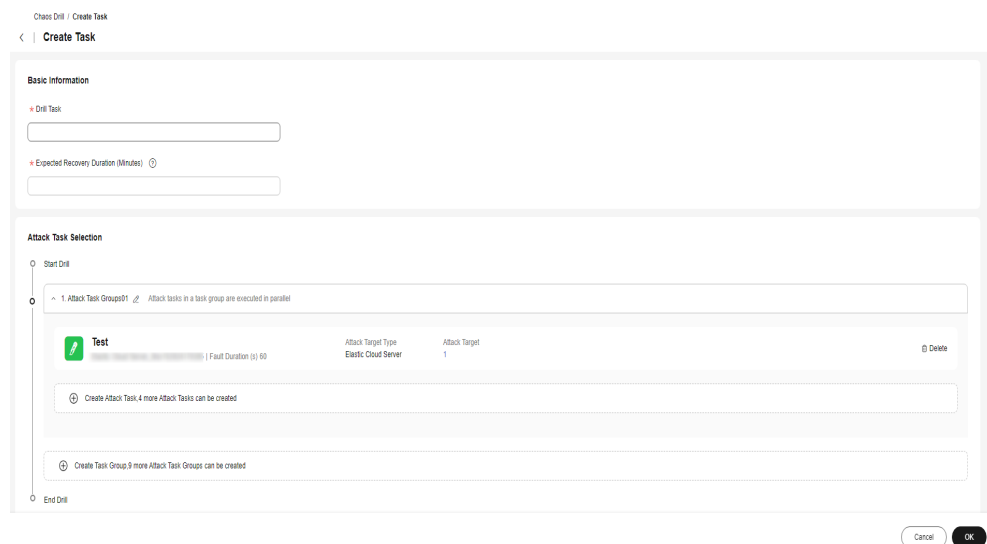 Chaos Drill / Create Task
Create Task
Basic Information
* Drill Task
* Expected Recovery Duration (Minutes) ?
Attack Task Selection
Start Drill
1. Attack Task Groups01 Attack tasks in a task group are executed in parallel
Test
| Fault Duration (s) 60
Attack Target Type
Elastic Cloud Server
Attack Target
1
Delete
Create Attack Task,4 more Attack Tasks can be created
Create Task Group,9 more Attack Task Groups can be created
End Drill
Cancel
OK